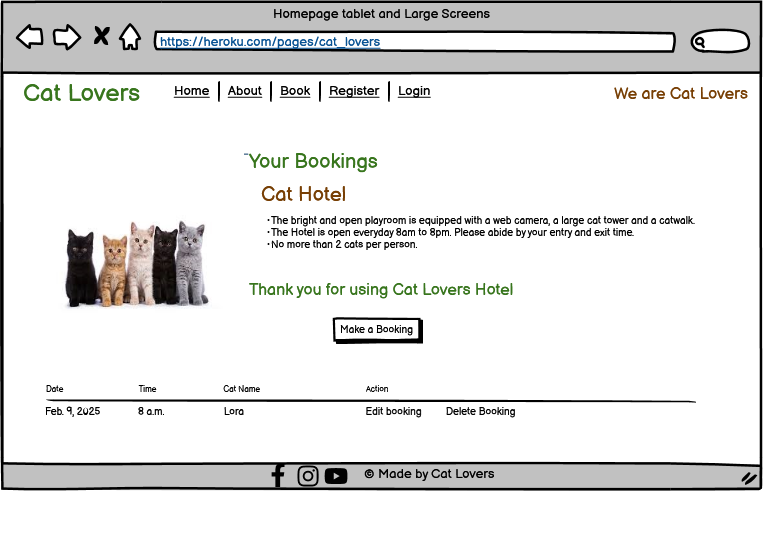 Homepage tablet and Large Screens
https://heroku.com/pages/cat_lovers
Cat Lovers
Home | About | Book | Register | Login
We are Cat Lovers
Your Bookings
Cat Hotel
• The bright and open playroom is equipped with a web camera, a large cat tower and a catwalk.
• The Hotel is open everyday 8am to 8pm. Please abide by your entry and exit time.
• No more than 2 cats per person.
Thank you for using Cat Lovers Hotel
Make a Booking
Date Time Cat Name Action
Feb. 9, 2025 8 a.m. Lora Edit booking Delete Booking
© Made by Cat Lovers